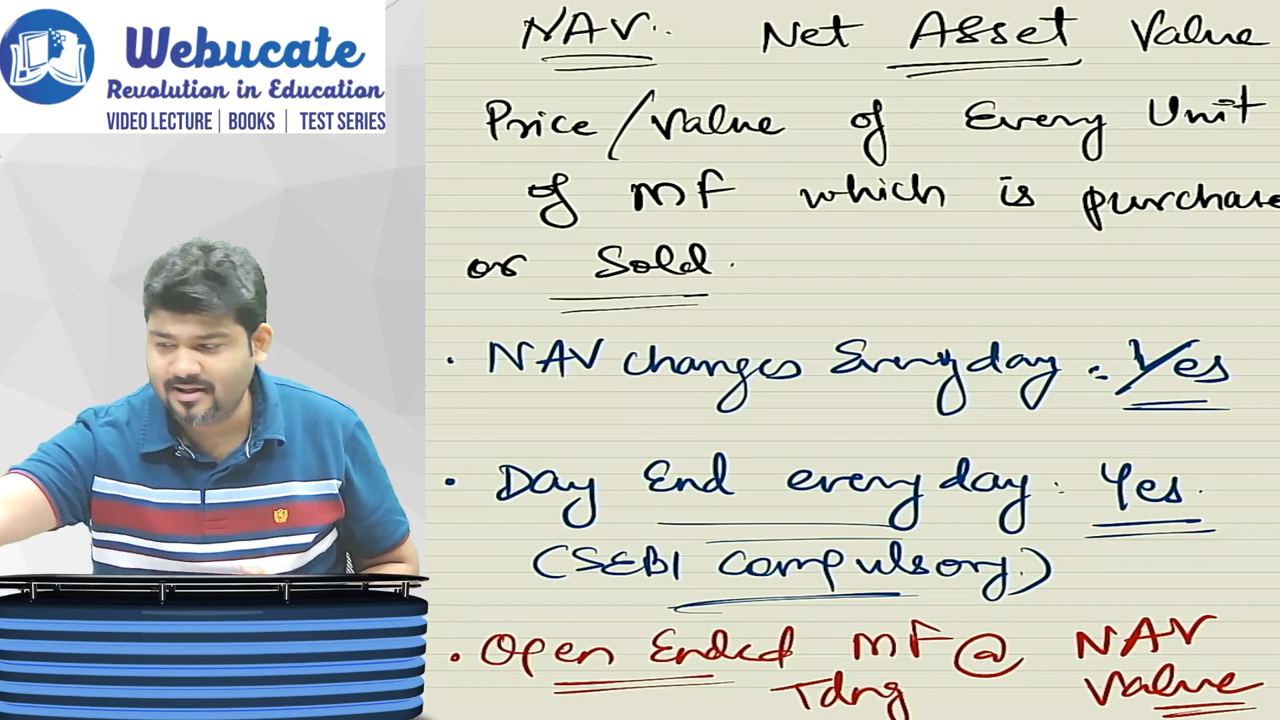 Webucate
Revolution in Education
VIDEO LECTURE | BOOKS | TEST SERIES
NAV. Net Asset Value
Price/Value of Every Unit
of MF which is purchase
or Sold.
• NAV changes Everyday : Yes
• Day End every day : Yes.
(SEBI compulsory.)
• Open Ended MF @ NAV
Tdng Value